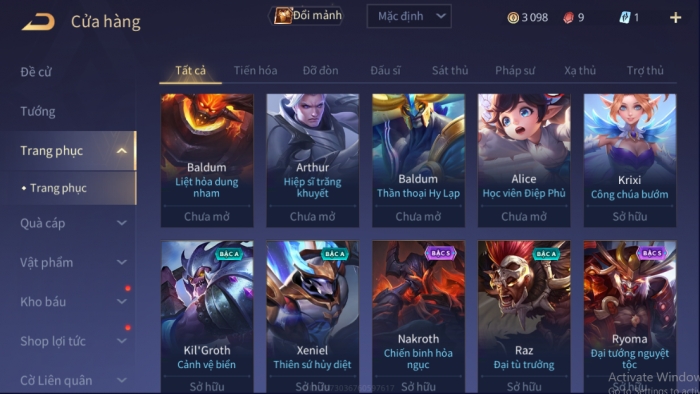 Cửa hàng
Đổi mảnh
Mặc định
3 098
9
1
Đề cử
Tướng
Trang phục
• Trang phục
Quà cáp
Vật phẩm
Kho báu
Shop lợi tức
Cờ Liên quân
Tất cả
Tiến hóa
Đỡ đòn
Đấu sĩ
Sát thủ
Pháp sư
Xạ thủ
Trợ thủ
Baldum
Liệt hỏa dung
nham
Chưa mở
Arthur
Hiệp sĩ trăng
khuyết
Chưa mở
Baldum
Thần thoại Hy Lạp
Chưa mở
Alice
Học viên Điệp Phủ
Chưa mở
Krixi
Công chúa bướm
Sở hữu
BẬC A
Kil'Groth
Cảnh vệ biển
Sở hữu
BẬC A
Xeniel
Thiên sứ hủy diệt
Sở hữu
BẬC S
Nakroth
Chiến binh hỏa
ngục
Sở hữu
BẬC A
Raz
Đại tù trưởng
Sở hữu
BẬC S
Ryoma
Đại tướng nguyệt
tộc
Sở hữu
Activate Window
Go to Settings to acti